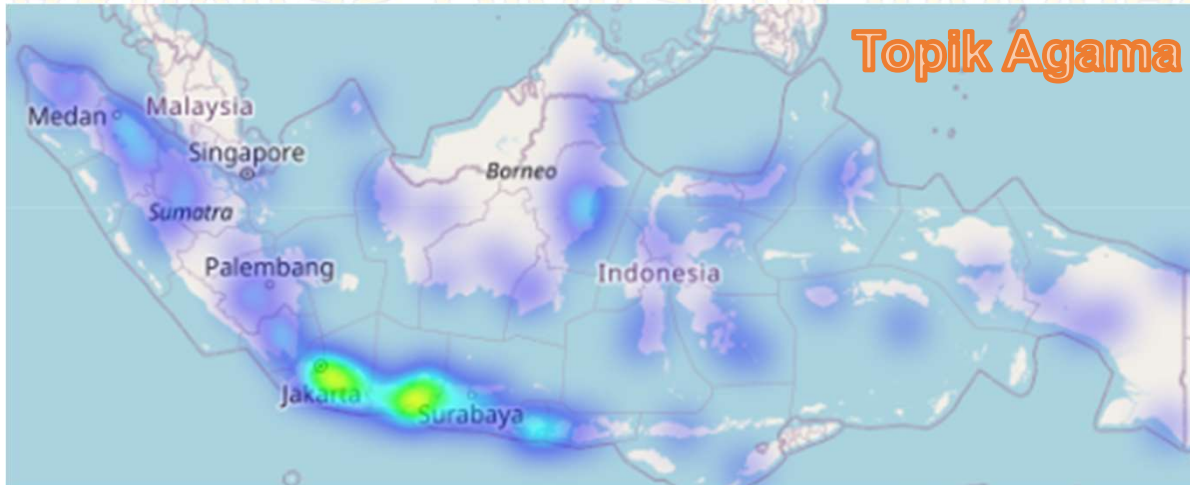 Topik Agama
Malaysia
Medan
Singapore
Borneo
Sumatra
Palembang
Indonesia
Jakarta
Surabaya